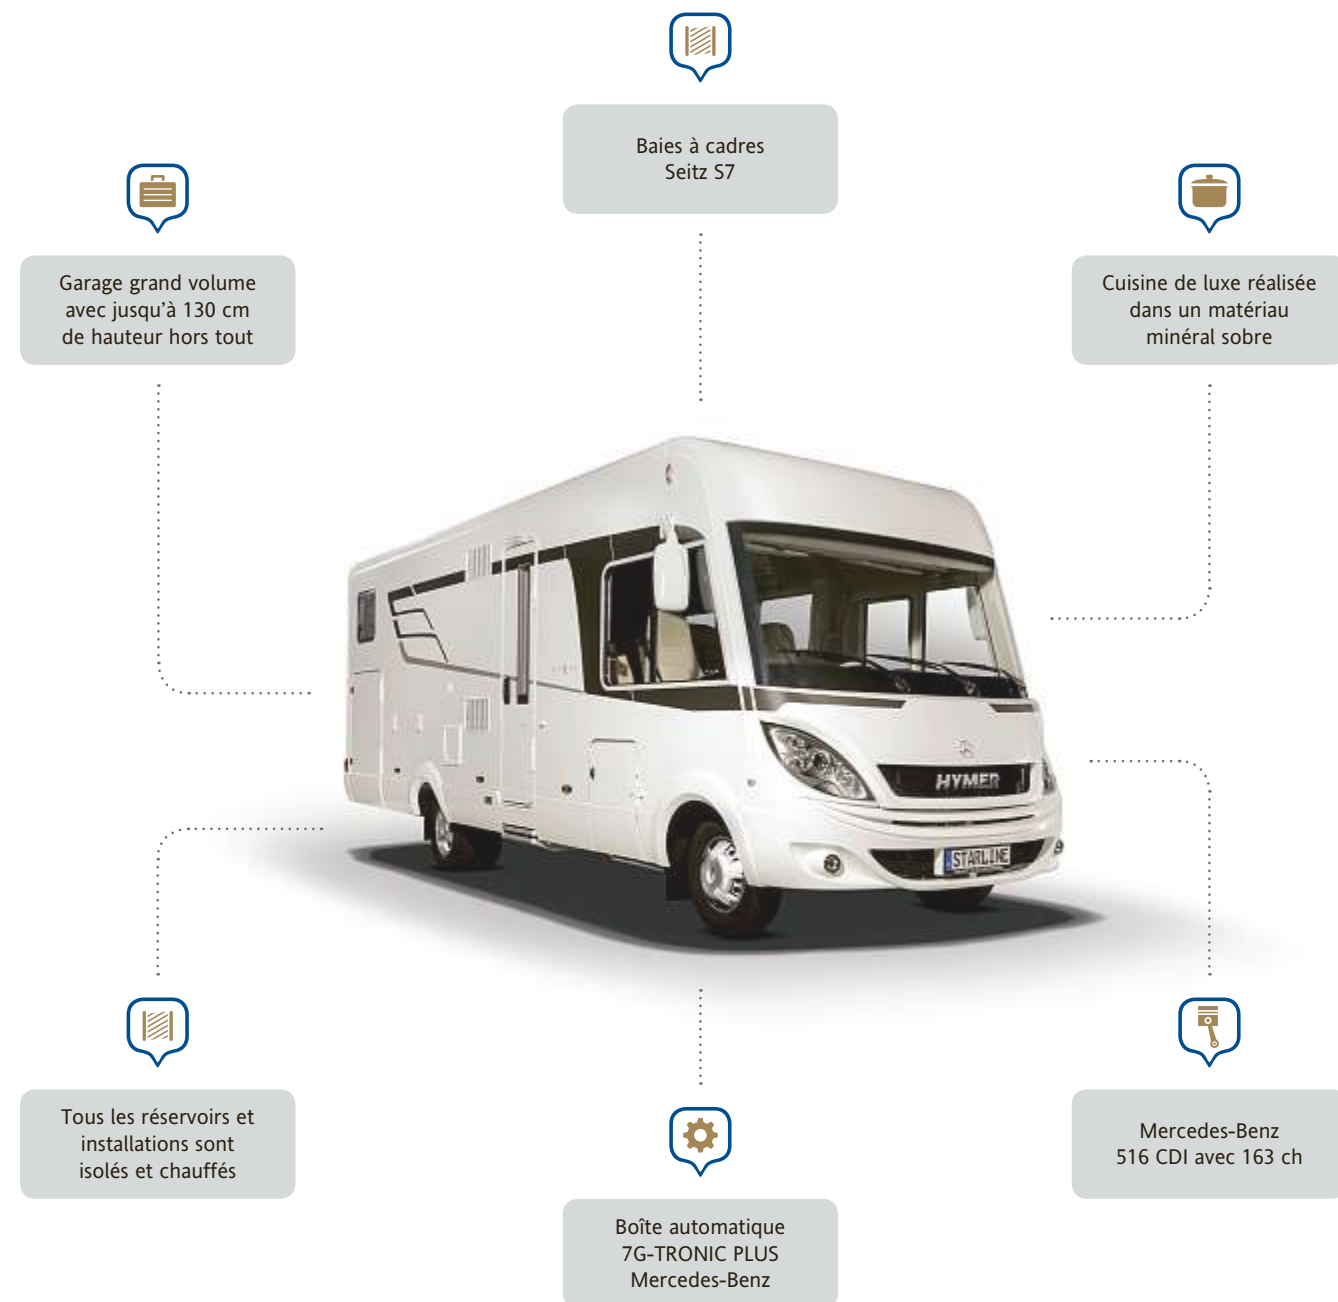 Baies à cadres
Seitz S7
Garage grand volume
avec jusqu’à 130 cm
de hauteur hors tout
Cuisine de luxe réalisée
dans un matériau
minéral sobre
HYMER
STARLINE
Tous les réservoirs et
installations sont
isolés et chauffés
Mercedes-Benz
516 CDI avec 163 ch
Boîte automatique
7G-TRONIC PLUS
Mercedes-Benz